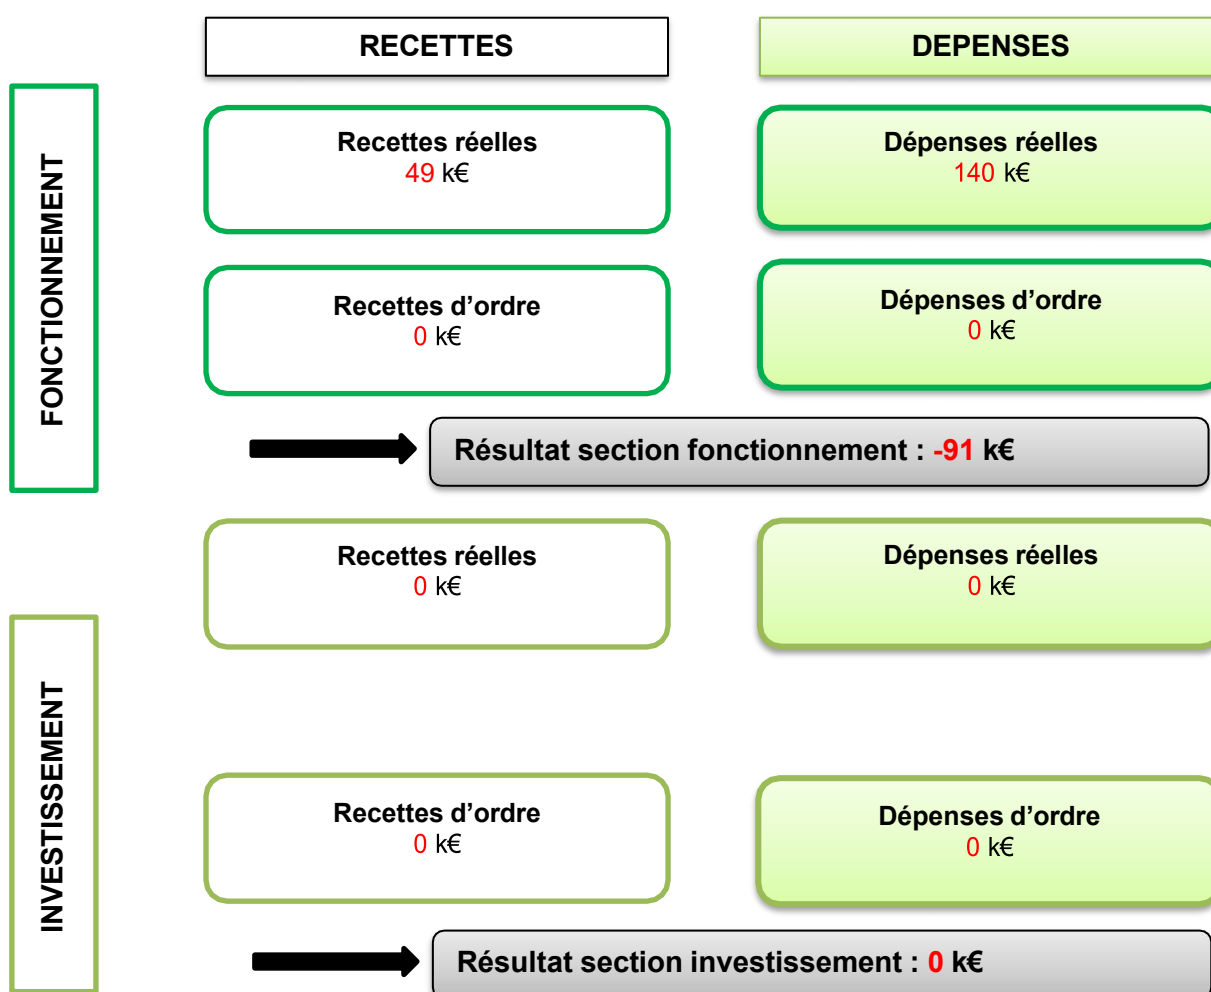 RECETTES
DEPENSES
FONCTIONNEMENT
Recettes réelles
49 k€
Dépenses réelles
140 k€
Recettes d’ordre
0 k€
Dépenses d’ordre
0 k€
Résultat section fonctionnement : -91 k€
INVESTISSEMENT
Recettes réelles
0 k€
Dépenses réelles
0 k€
Recettes d’ordre
0 k€
Dépenses d’ordre
0 k€
Résultat section investissement : 0 k€